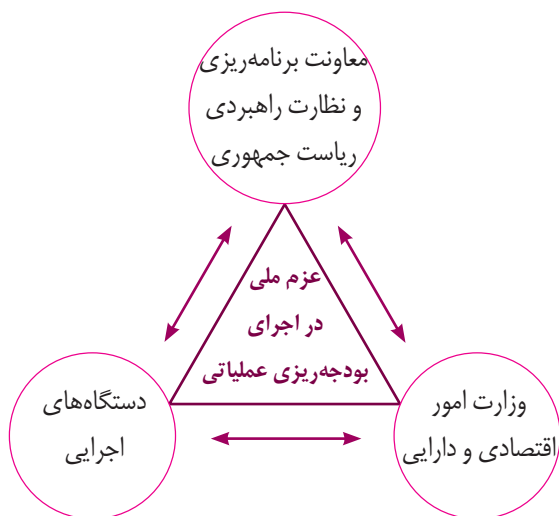 معاونت برنامه‌ریزی
و نظارت راهبردی
ریاست جمهوری
عزم ملی
در اجرای
بودجه‌ریزی عملیاتی
وزارت امور
اقتصادی و دارایی
دستگاه‌های
اجرایی